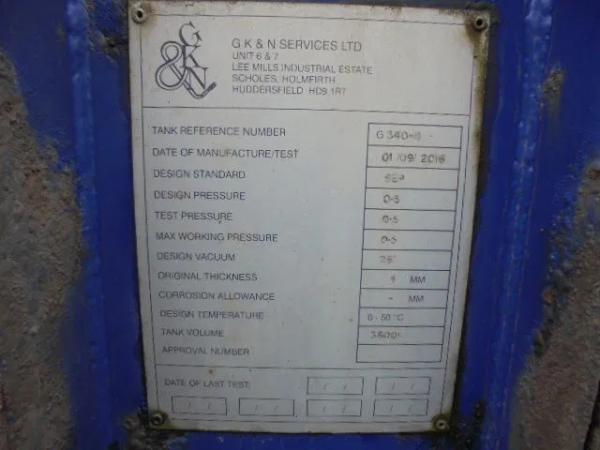 G K & N
G K & N SERVICES LTD
UNIT 6 & 7
LEE MILLS INDUSTRIAL ESTATE
SCHOLES, HOLMFIRTH
HUDDERSFIELD HD9 1RT
TANK REFERENCE NUMBER
DATE OF MANUFACTURE/TEST 01/09/2016
DESIGN STANDARD
DESIGN PRESSURE 0-5
TEST PRESSURE 0-5
MAX WORKING PRESSURE 0-5
DESIGN VACUUM
ORIGINAL THICKNESS MM
CORROSION ALLOWANCE - MM
DESIGN TEMPERATURE 0 - 50 °C
TANK VOLUME
APPROVAL NUMBER
DATE OF LAST TEST: / / / /
/ / / / / / / /